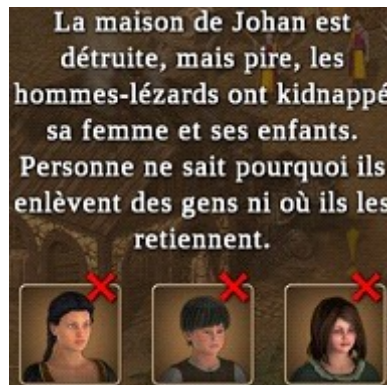 La maison de Johan est
détruite, mais pire, les
hommes-lézards ont kidnappé
sa femme et ses enfants.
Personne ne sait pourquoi ils
enlèvent des gens ni où ils les
retiennent.